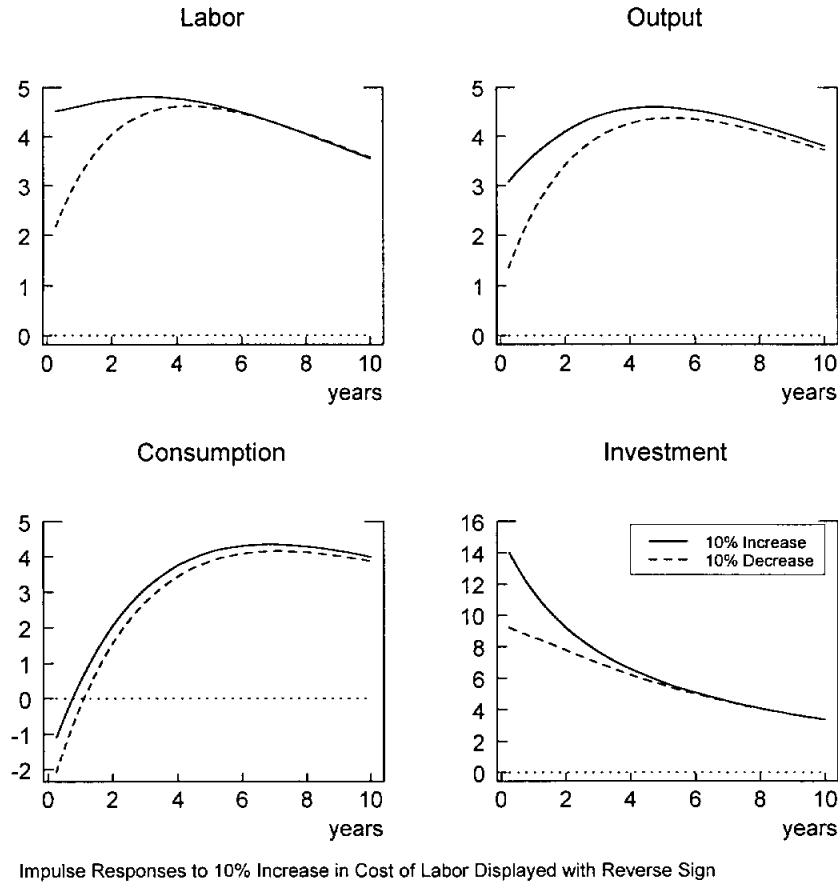 Labor
5
4
3
2
1
0
0 2 4 6 8 10
years
Output
5
4
3
2
1
0
0 2 4 6 8 10
years
Consumption
5
4
3
2
1
0
-1
-2
0 2 4 6 8 10
years
Investment
16
14
12
10
8
6
4
2
0
10% Increase
10% Decrease
0 2 4 6 8 10
years
Impulse Responses to 10% Increase in Cost of Labor Displayed with Reverse Sign